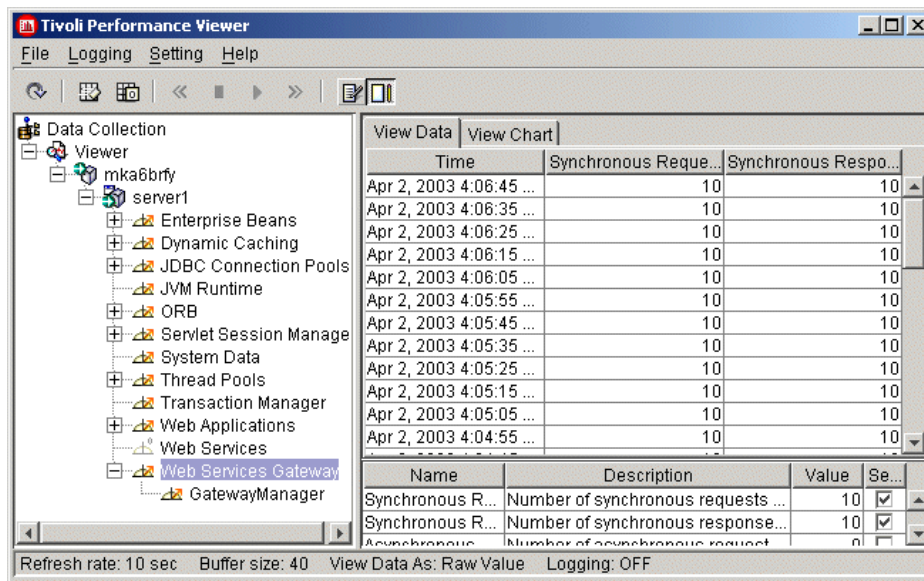 Tivoli Performance Viewer
File Logging Setting Help
Data Collection
Viewer
mka6brfy
server1
Enterprise Beans
Dynamic Caching
JDBC Connection Pools
JVM Runtime
ORB
Servlet Session Manage
System Data
Thread Pools
Transaction Manager
Web Applications
Web Services
Web Services Gateway
GatewayManager
View Data View Chart
Time Synchronous Reque... Synchronous Respo...
Apr 2, 2003 4:06:45 ... 10 10
Apr 2, 2003 4:06:35 ... 10 10
Apr 2, 2003 4:06:25 ... 10 10
Apr 2, 2003 4:06:15 ... 10 10
Apr 2, 2003 4:06:05 ... 10 10
Apr 2, 2003 4:05:55 ... 10 10
Apr 2, 2003 4:05:45 ... 10 10
Apr 2, 2003 4:05:35 ... 10 10
Apr 2, 2003 4:05:25 ... 10 10
Apr 2, 2003 4:05:15 ... 10 10
Apr 2, 2003 4:05:05 ... 10 10
Apr 2, 2003 4:04:55 ... 10 10
Name Description Value Se...
Synchronous R... Number of synchronous requests ... 10
Synchronous R... Number of synchronous response... 10
Asynchronous Number of asynchronous request 0
Refresh rate: 10 sec Buffer size: 40 View Data As: Raw Value Logging: OFF